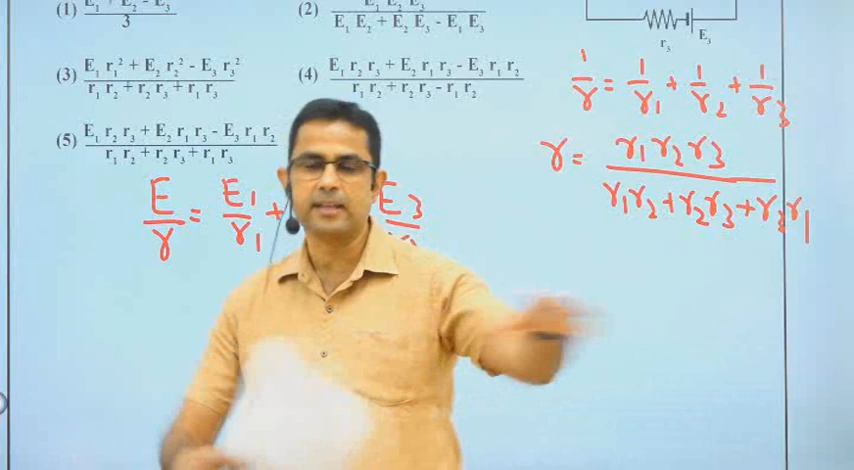 (1) E₁ + E₂ - E₃ / 3
(2) E₁ E₂ E₃ / E₁ E₂ + E₂ E₃ - E₁ E₃
r₃ E₃
(3) E₁ r₁² + E₂ r₂² - E₃ r₃² / r₁ r₂ + r₂ r₃ + r₁ r₃
(4) E₁ r₂ r₃ + E₂ r₁ r₃ - E₃ r₁ r₂ / r₁ r₂ + r₂ r₃ - r₁ r₂
1/r = 1/r₁ + 1/r₂ + 1/r₃
(5) E₁ r₂ r₃ + E₂ r₁ r₃ - E₃ r₁ r₂ / r₁ r₂ + r₂ r₃ + r₁ r₃
r = r₁r₂r₃ / r₁r₂ + r₂r₃ + r₃r₁
E/r = E₁/r₁ + E₃